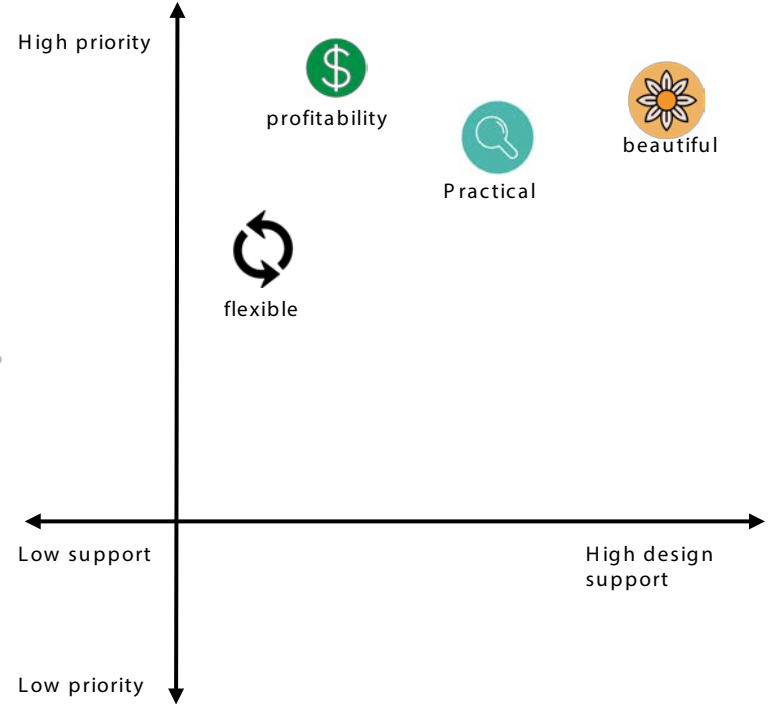 High priority
profitability
beautiful
Practical
flexible
Low support
High design
support
Low priority